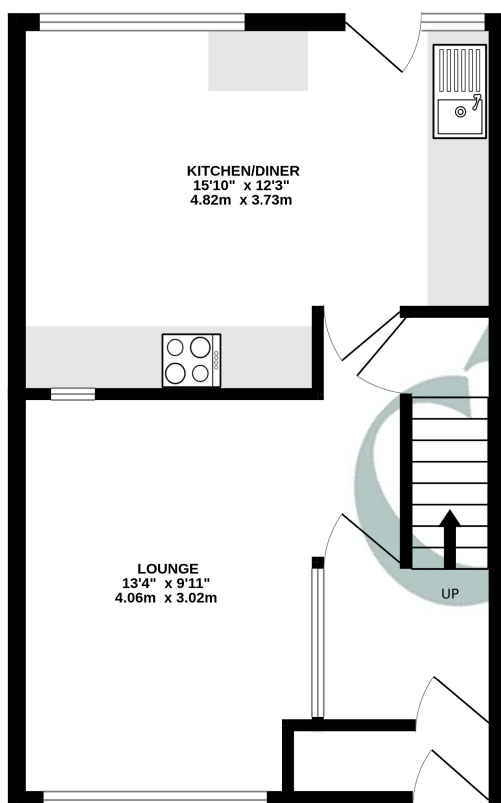 KITCHEN/DINER
15'10" x 12'3"
4.82m x 3.73m
LOUNGE
13'4" x 9'11"
4.06m x 3.02m
UP